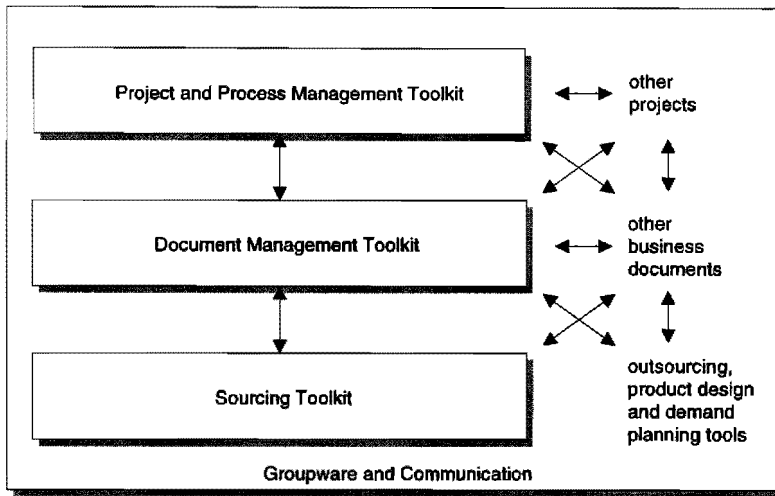 Project and Process Management Toolkit
other
projects
Document Management Toolkit
other
business
documents
Sourcing Toolkit
outsourcing,
product design
and demand
planning tools
Groupware and Communication